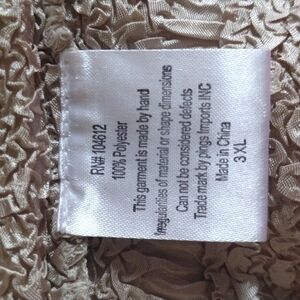 RN# 104612
100% Polyester
This garment is made by hand
Irregularities of material or shape dimensions
Can not be considered defects
Trade mark by pings Imports INC
Made in China
3 XL